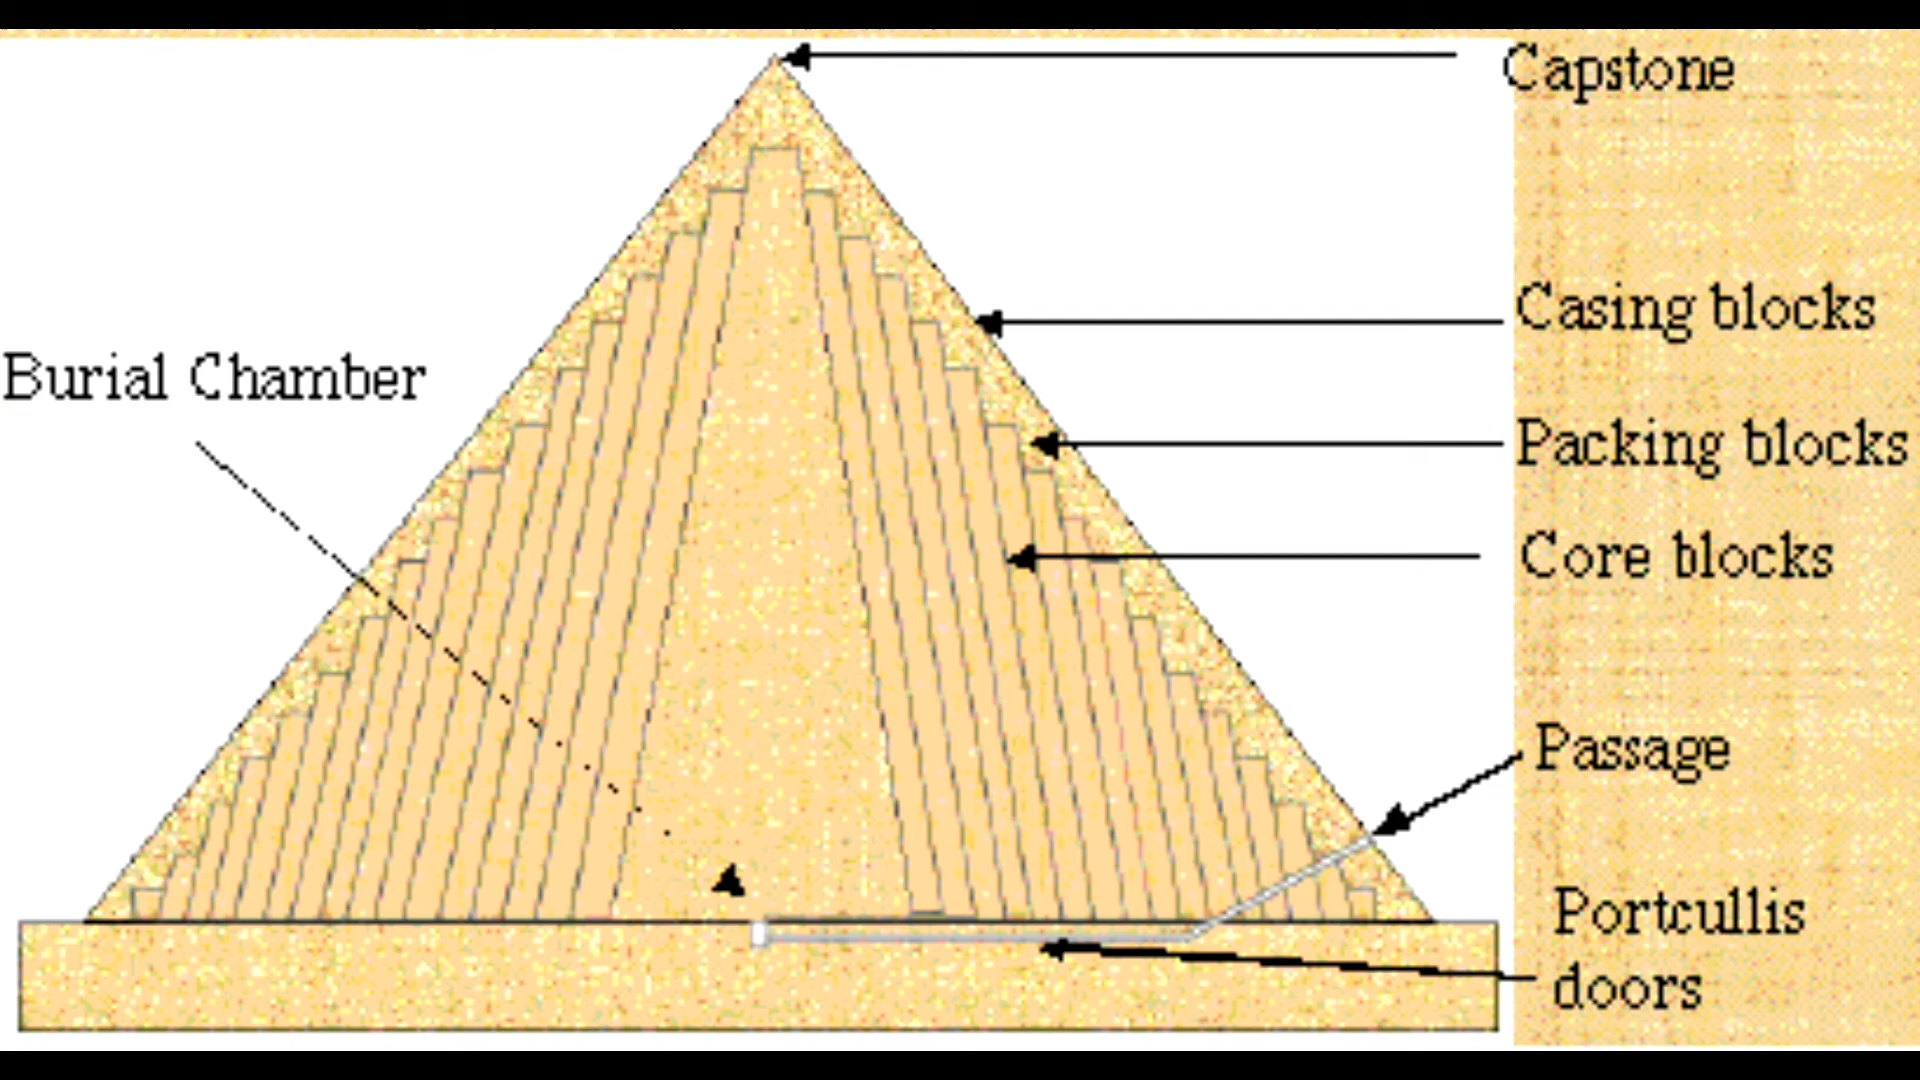 Capstone
Casing blocks
Burial Chamber
Packing blocks
Core blocks
Passage
Portcullis
doors